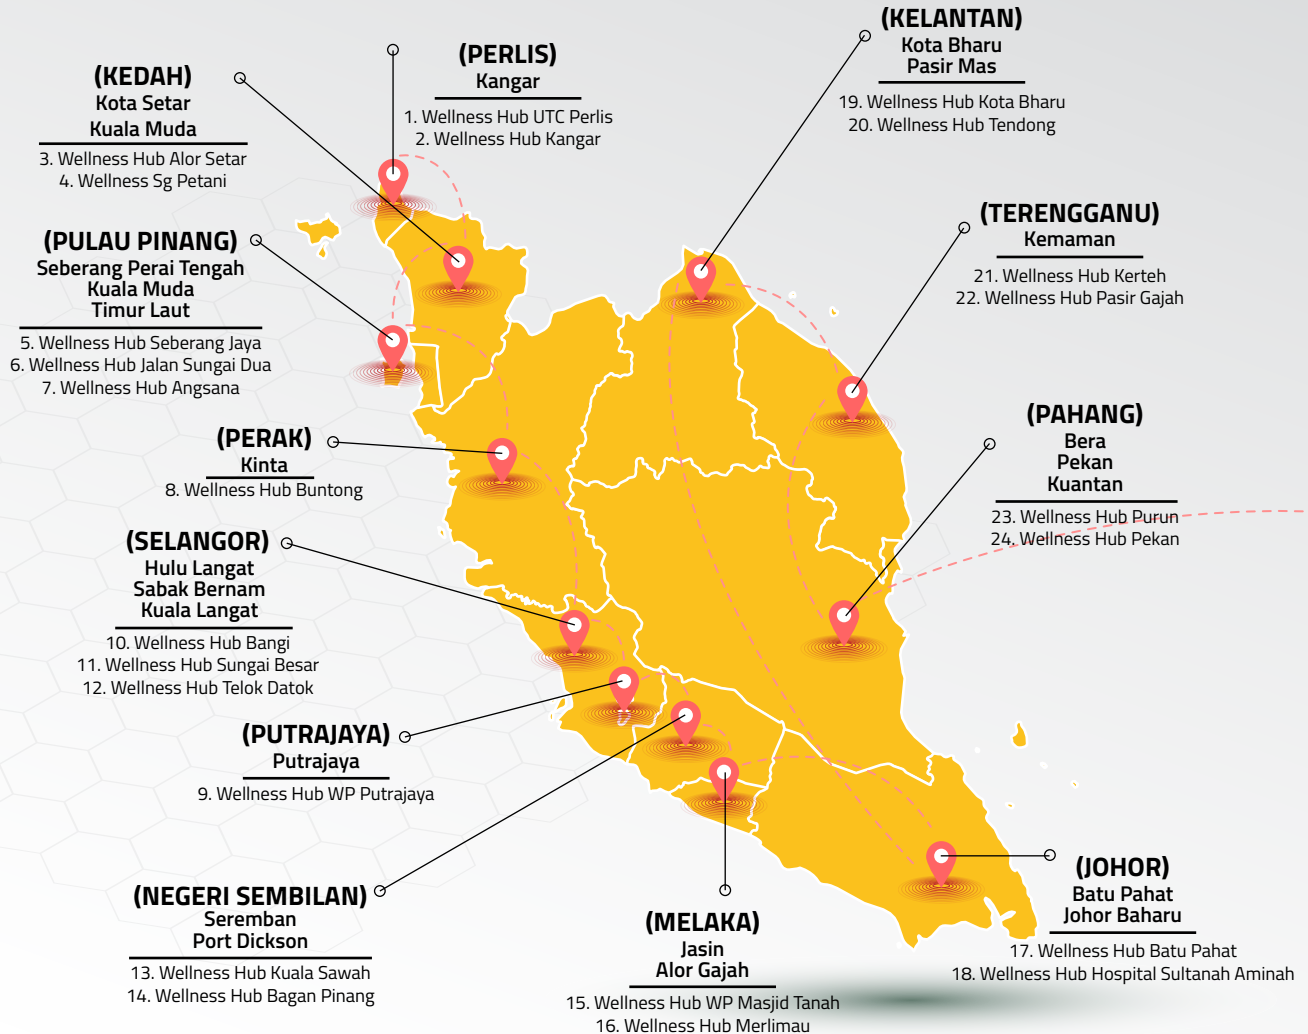 (PERLIS)
Kangar
1. Wellness Hub UTC Perlis
2. Wellness Hub Kangar
(KEDAH)
Kota Setar
Kuala Muda
3. Wellness Hub Alor Setar
4. Wellness Sg Petani
(PULAU PINANG)
Seberang Perai Tengah
Kuala Muda
Timur Laut
5. Wellness Hub Seberang Jaya
6. Wellness Hub Jalan Sungai Dua
7. Wellness Hub Angsana
(PERAK)
Kinta
8. Wellness Hub Buntong
(SELANGOR)
Hulu Langat
Sabak Bernam
Kuala Langat
10. Wellness Hub Bangi
11. Wellness Hub Sungai Besar
12. Wellness Hub Telok Datok
(PUTRAJAYA)
Putrajaya
9. Wellness Hub WP Putrajaya
(NEGERI SEMBILAN)
Seremban
Port Dickson
13. Wellness Hub Kuala Sawah
14. Wellness Hub Bagan Pinang
(MELAKA)
Jasin
Alor Gajah
15. Wellness Hub WP Masjid Tanah
16. Wellness Hub Merlimau
(JOHOR)
Batu Pahat
Johor Baharu
17. Wellness Hub Batu Pahat
18. Wellness Hub Hospital Sultanah Aminah
(KELANTAN)
Kota Bharu
Pasir Mas
19. Wellness Hub Kota Bharu
20. Wellness Hub Tendong
(TERENGGANU)
Kemaman
21. Wellness Hub Kerteh
22. Wellness Hub Pasir Gajah
(PAHANG)
Bera
Pekan
Kuantan
23. Wellness Hub Purun
24. Wellness Hub Pekan